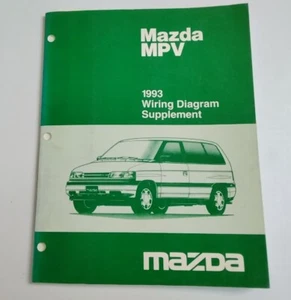 Mazda
MPV
1993
Wiring Diagram
Supplement
mazda